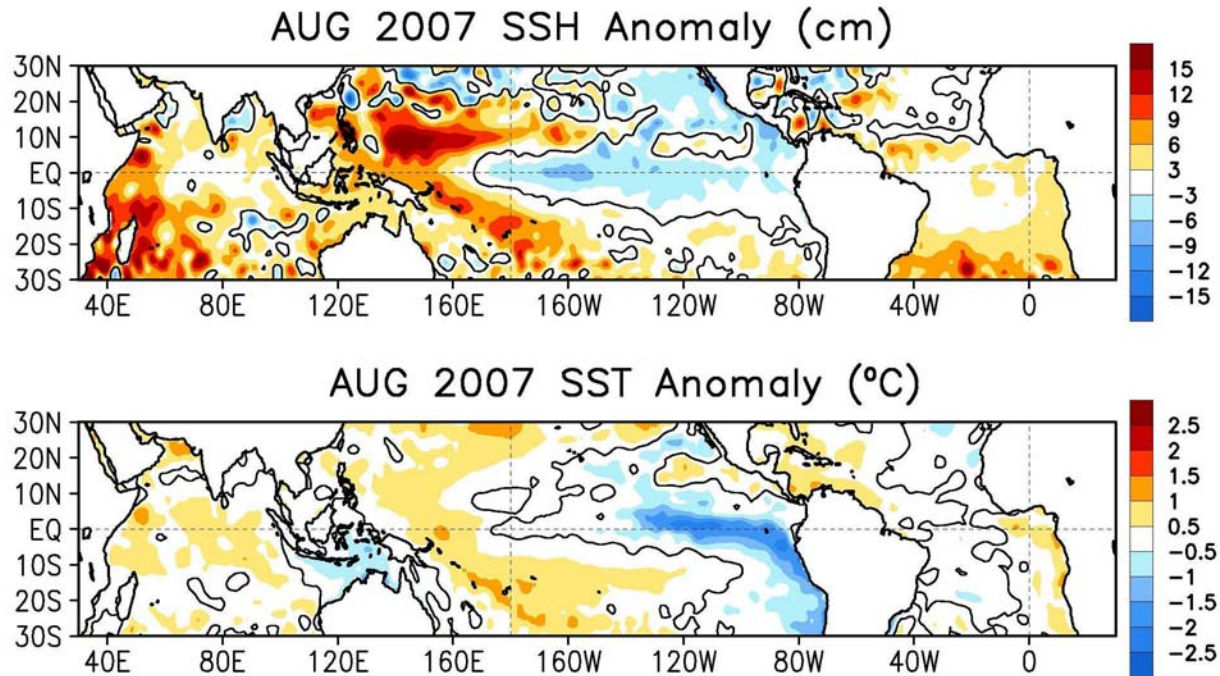 AUG 2007 SSH Anomaly (cm)
30N
20N
10N
EQ
10S
20S
30S
40E 80E 120E 160E 160W 120W 80W 40W 0
15
12
9
6
3
-3
-6
-9
-12
-15
AUG 2007 SST Anomaly (°C)
30N
20N
10N
EQ
10S
20S
30S
40E 80E 120E 160E 160W 120W 80W 40W 0
2.5
2
1.5
1
0.5
-0.5
-1
-1.5
-2
-2.5